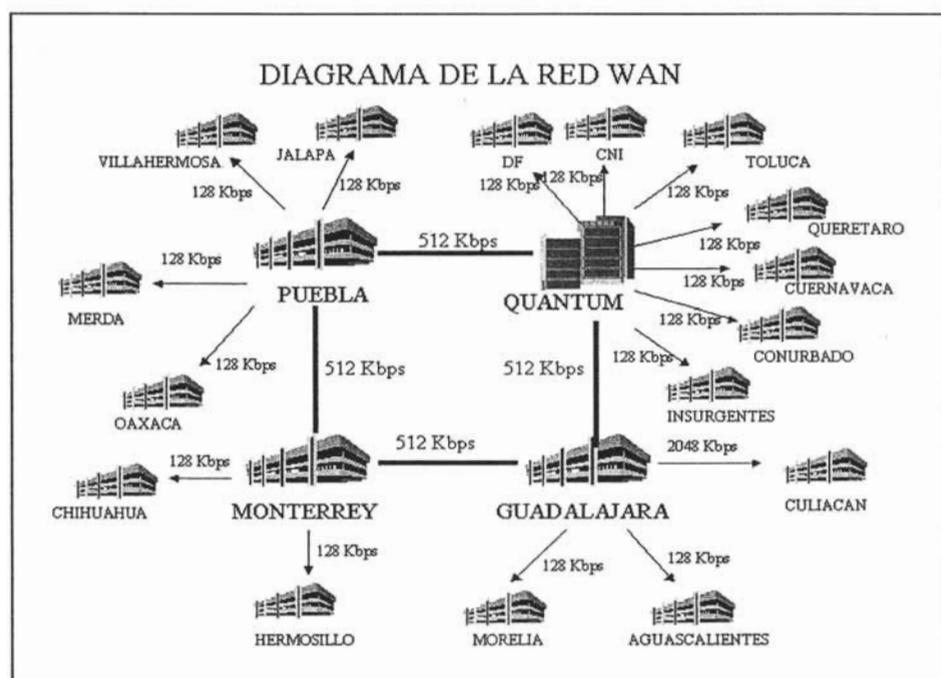 DIAGRAMA DE LA RED WAN
VILLAHERMOSA
JALAPA
DF
CNI
TOLUCA
128 Kbps
128 Kbps
128 Kbps
128 Kbps
128 Kbps
QUERETARO
512 Kbps
128 Kbps
128 Kbps
MERDA
PUEBLA
QUANTUM
128 Kbps
CUERNAVACA
128 Kbps
CONURBADO
128 Kbps
512 Kbps
512 Kbps
128 Kbps
OAXACA
INSURGENTES
128 Kbps
512 Kbps
2048 Kbps
CHIHUAHUA
MONTERREY
GUADALAJARA
CULIACAN
128 Kbps
128 Kbps
128 Kbps
HERMOSILLO
MORELIA
AGUASCALIENTES